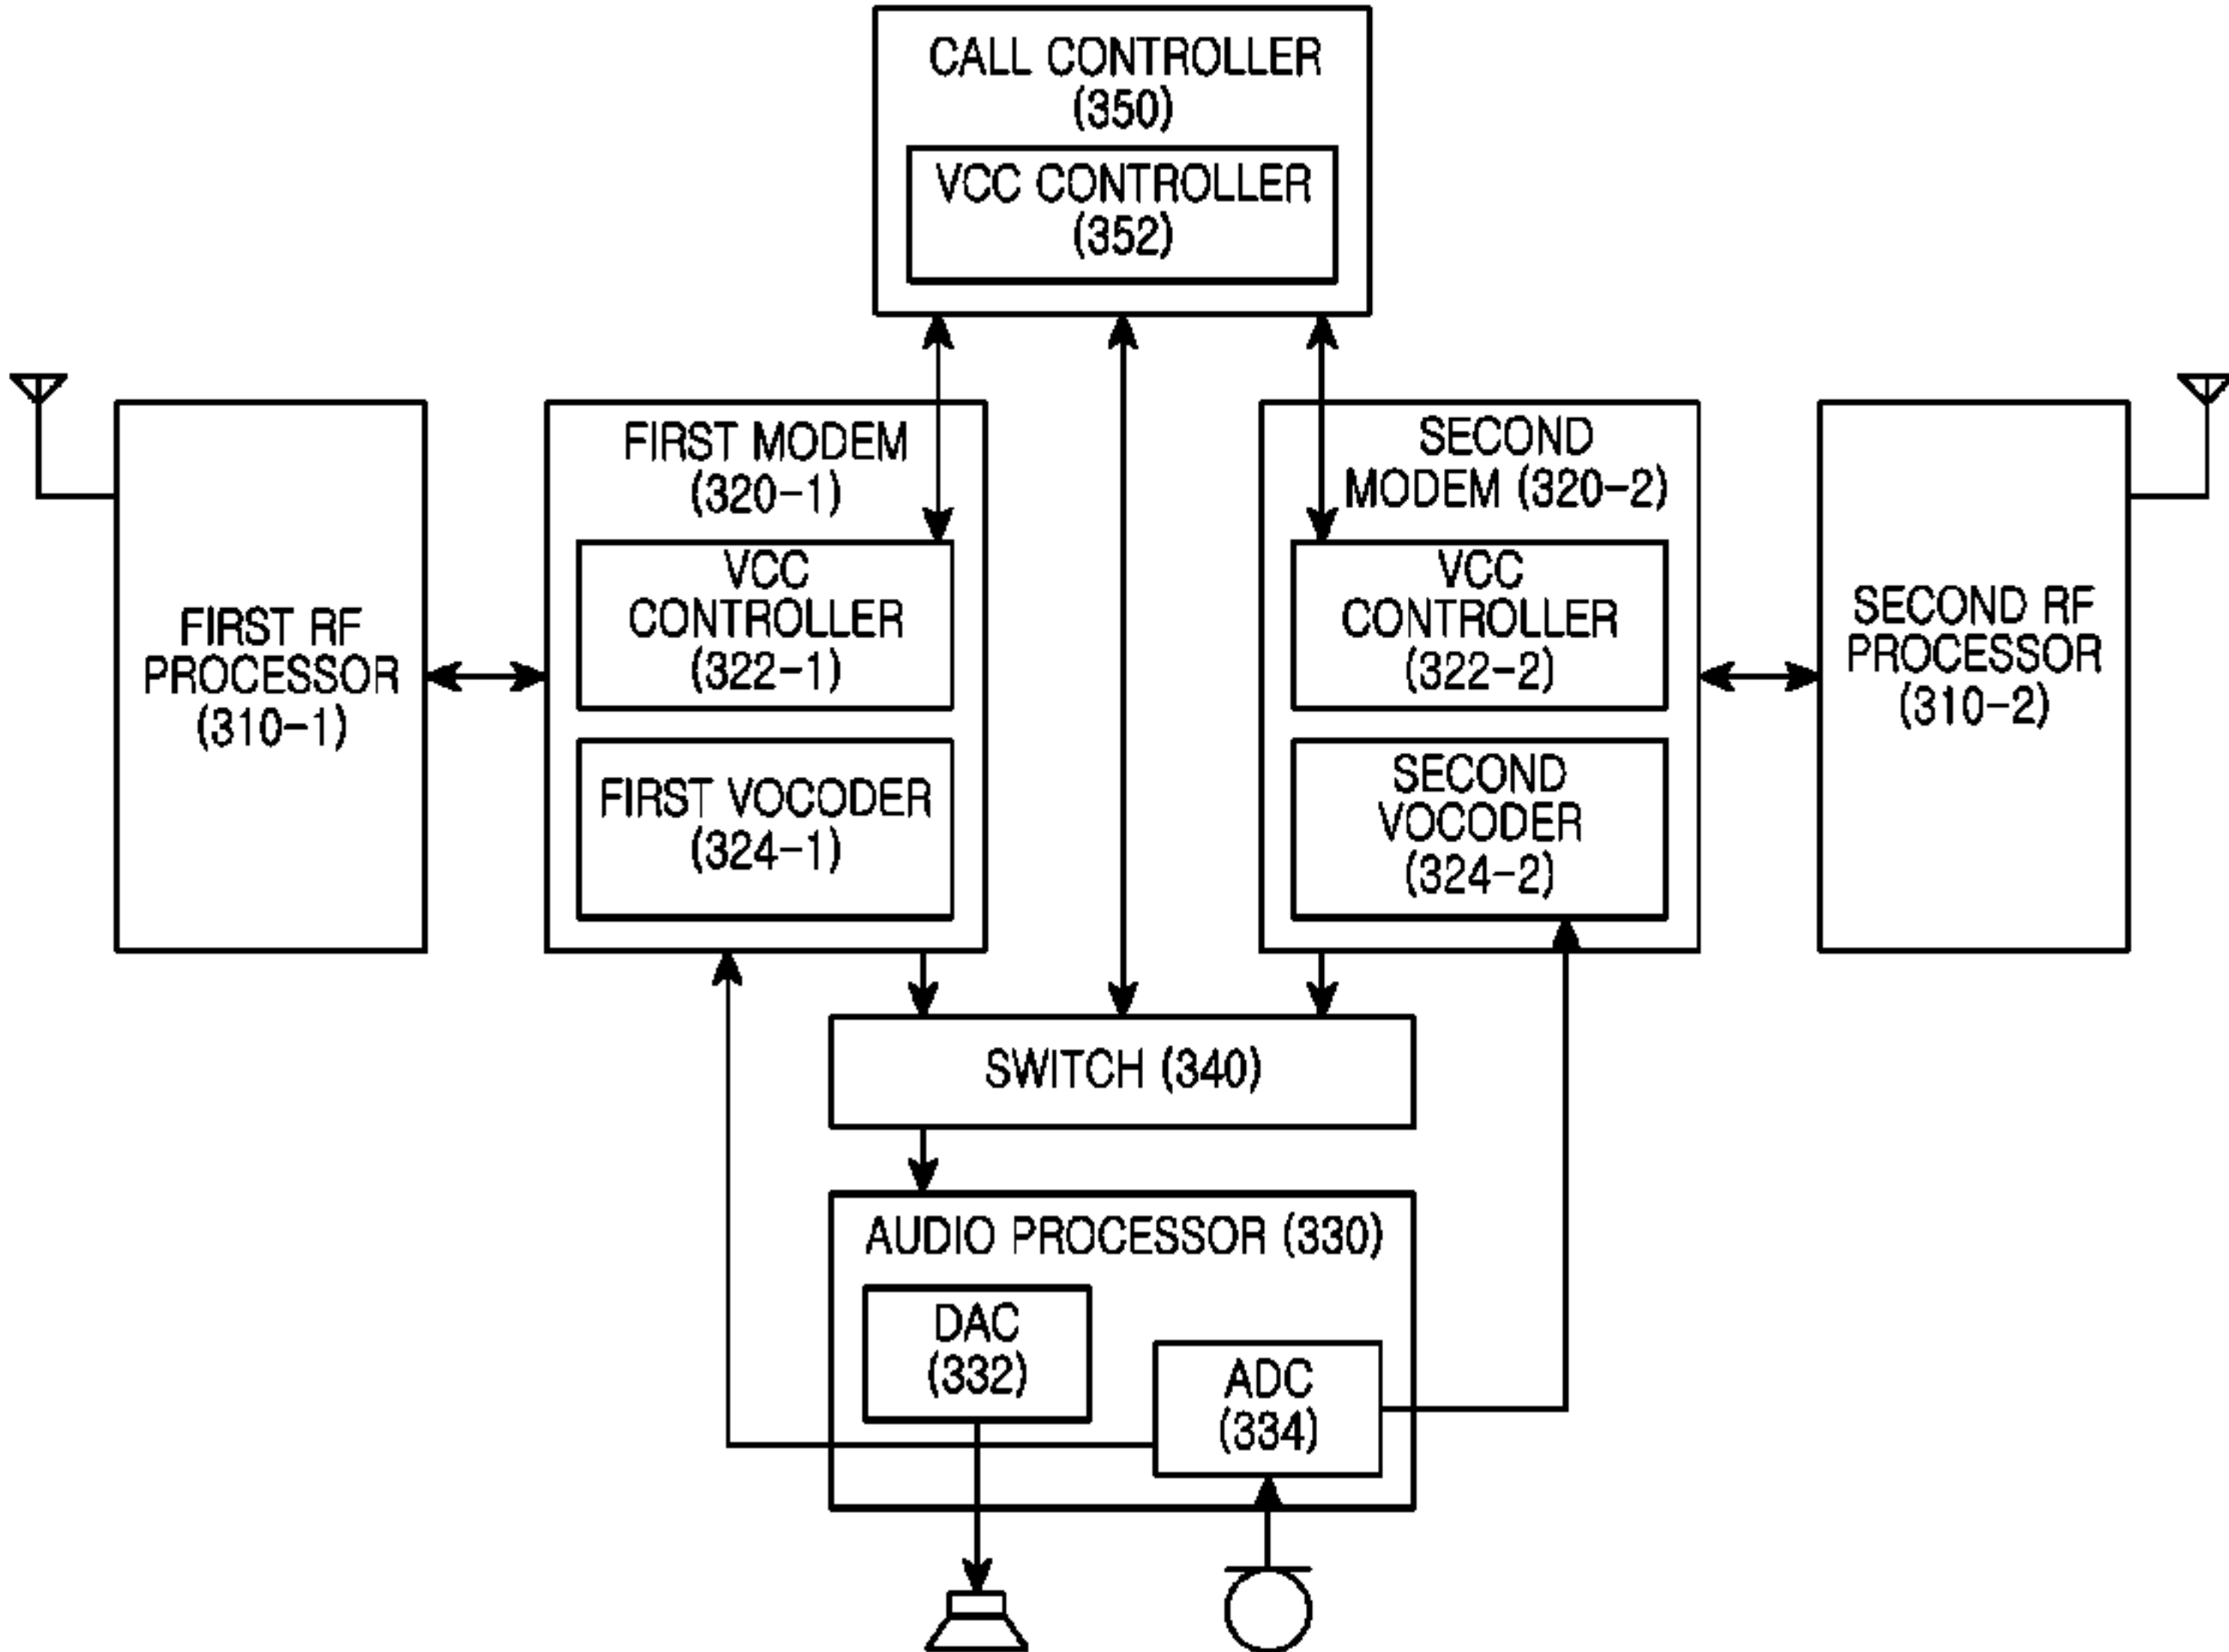 CALL CONTROLLER
(350)
VCC CONTROLLER
(352)
FIRST RF
PROCESSOR
(310-1)
FIRST MODEM
(320-1)
VCC
CONTROLLER
(322-1)
FIRST VOCODER
(324-1)
SECOND
MODEM (320-2)
VCC
CONTROLLER
(322-2)
SECOND
VOCODER
(324-2)
SECOND RF
PROCESSOR
(310-2)
SWITCH (340)
AUDIO PROCESSOR (330)
DAC
(332)
ADC
(334)